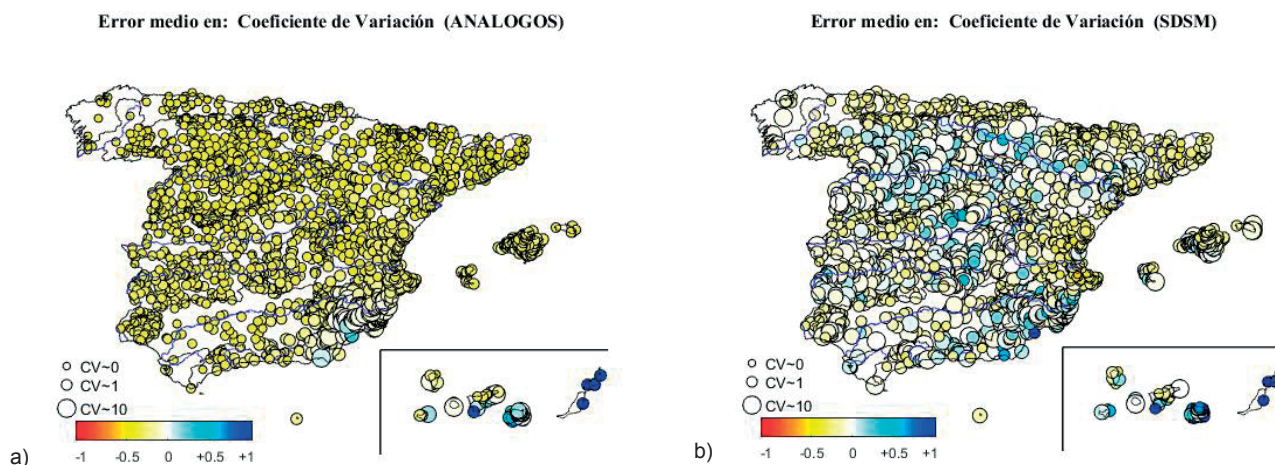 Error medio en: Coeficiente de Variación (ANALOGOS)
CV~0
CV~1
CV~10
-1 -0.5 0 +0.5 +1
a)
Error medio en: Coeficiente de Variación (SDSM)
CV~0
CV~1
CV~10
-1 -0.5 0 +0.5 +1
b)